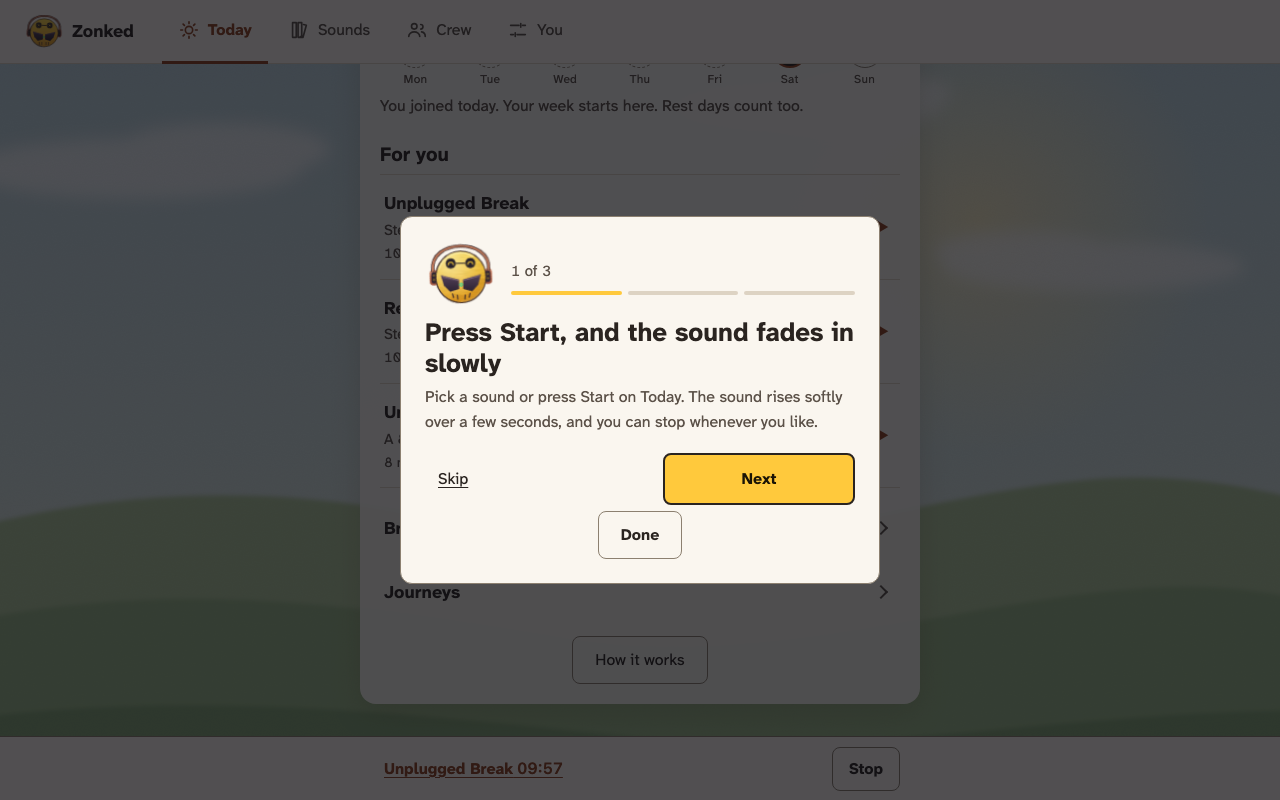 Zonked
Today
Sounds
Crew
You
Mon Tue Wed Thu Fri Sat Sun
You joined today. Your week starts here. Rest days count too.
For you
Unplugged Break
1 of 3
Press Start, and the sound fades in
slowly
Pick a sound or press Start on Today. The sound rises softly
over a few seconds, and you can stop whenever you like.
Skip
Next
Done
Journeys
How it works
Unplugged Break 09:57
Stop